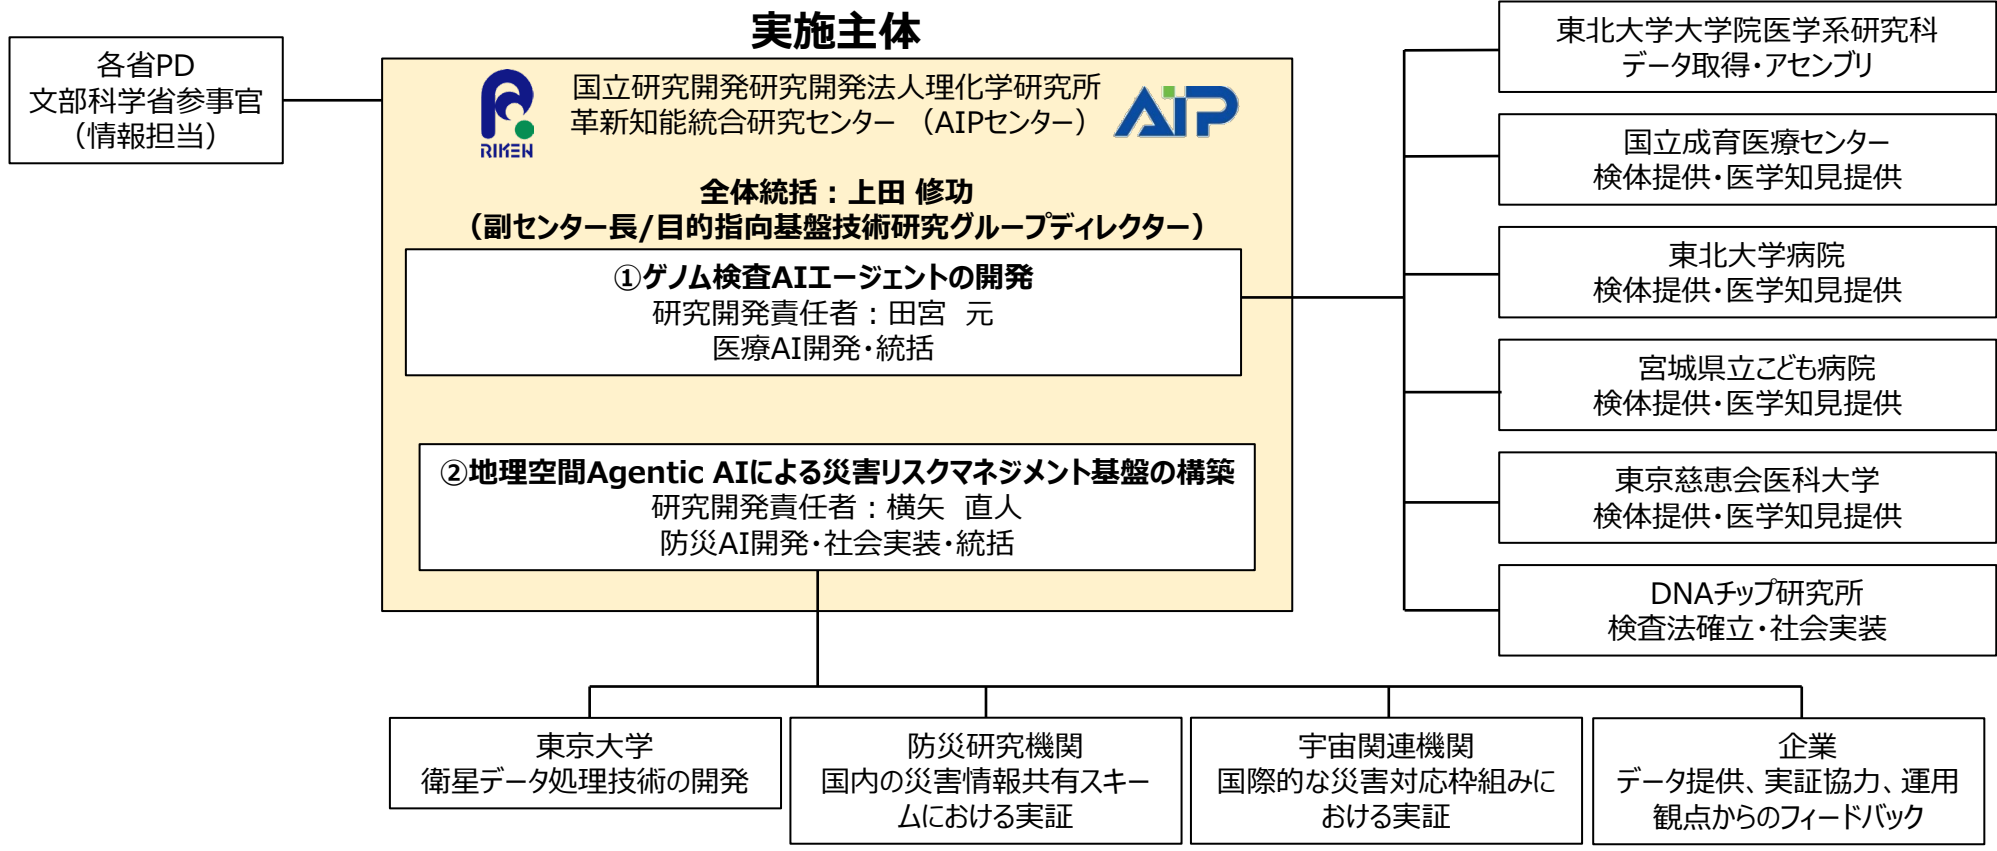 実施主体
各省PD
文部科学省参事官
（情報担当）
RIKEN
国立研究開発研究開発法人理化学研究所
革新知能統合研究センター （AIPセンター）
AIP
全体統括：上田 修功
（副センター長/目的指向基盤技術研究グループディレクター）
①ゲノム検査AIエージェントの開発
研究開発責任者：田宮 元
医療AI開発・統括
②地理空間Agentic AIによる災害リスクマネジメント基盤の構築
研究開発責任者：横矢 直人
防災AI開発・社会実装・統括
東北大学大学院医学系研究科
データ取得・アセンブリ
国立成育医療センター
検体提供・医学知見提供
東北大学病院
検体提供・医学知見提供
宮城県立こども病院
検体提供・医学知見提供
東京慈恵会医科大学
検体提供・医学知見提供
DNAチップ研究所
検査法確立・社会実装
東京大学
衛星データ処理技術の開発
防災研究機関
国内の災害情報共有スキー
ムにおける実証
宇宙関連機関
国際的な災害対応枠組みに
おける実証
企業
データ提供、実証協力、運用
観点からのフィードバック